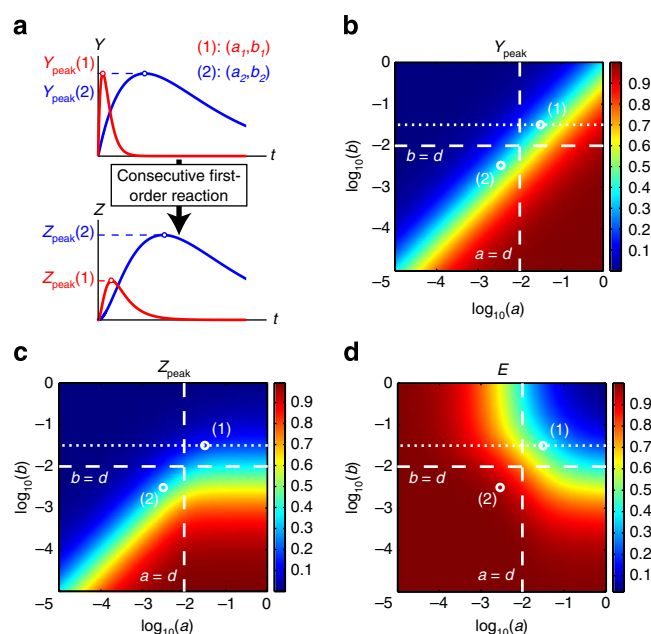 a
Y
(1): (a1,b1)
(2): (a2,b2)
Ypeak(1)
Ypeak(2)
t
Consecutive first-
order reaction
Z
Zpeak(2)
Zpeak(1)
t
b
Ypeak
0
−1
−2
−3
−4
−5
log10(b)
(1)
b = d
(2)
a = d
−5 −4 −3 −2 −1 0
log10(a)
0.9
0.8
0.7
0.6
0.5
0.4
0.3
0.2
0.1
c
Zpeak
0
−1
−2
−3
−4
−5
log10(b)
(1)
b = d
(2)
a = d
−5 −4 −3 −2 −1 0
log10(a)
0.9
0.8
0.7
0.6
0.5
0.4
0.3
0.2
0.1
d
E
0
−1
−2
−3
−4
−5
log10(b)
(1)
b = d
(2)
a = d
−5 −4 −3 −2 −1 0
log10(a)
0.9
0.8
0.7
0.6
0.5
0.4
0.3
0.2
0.1